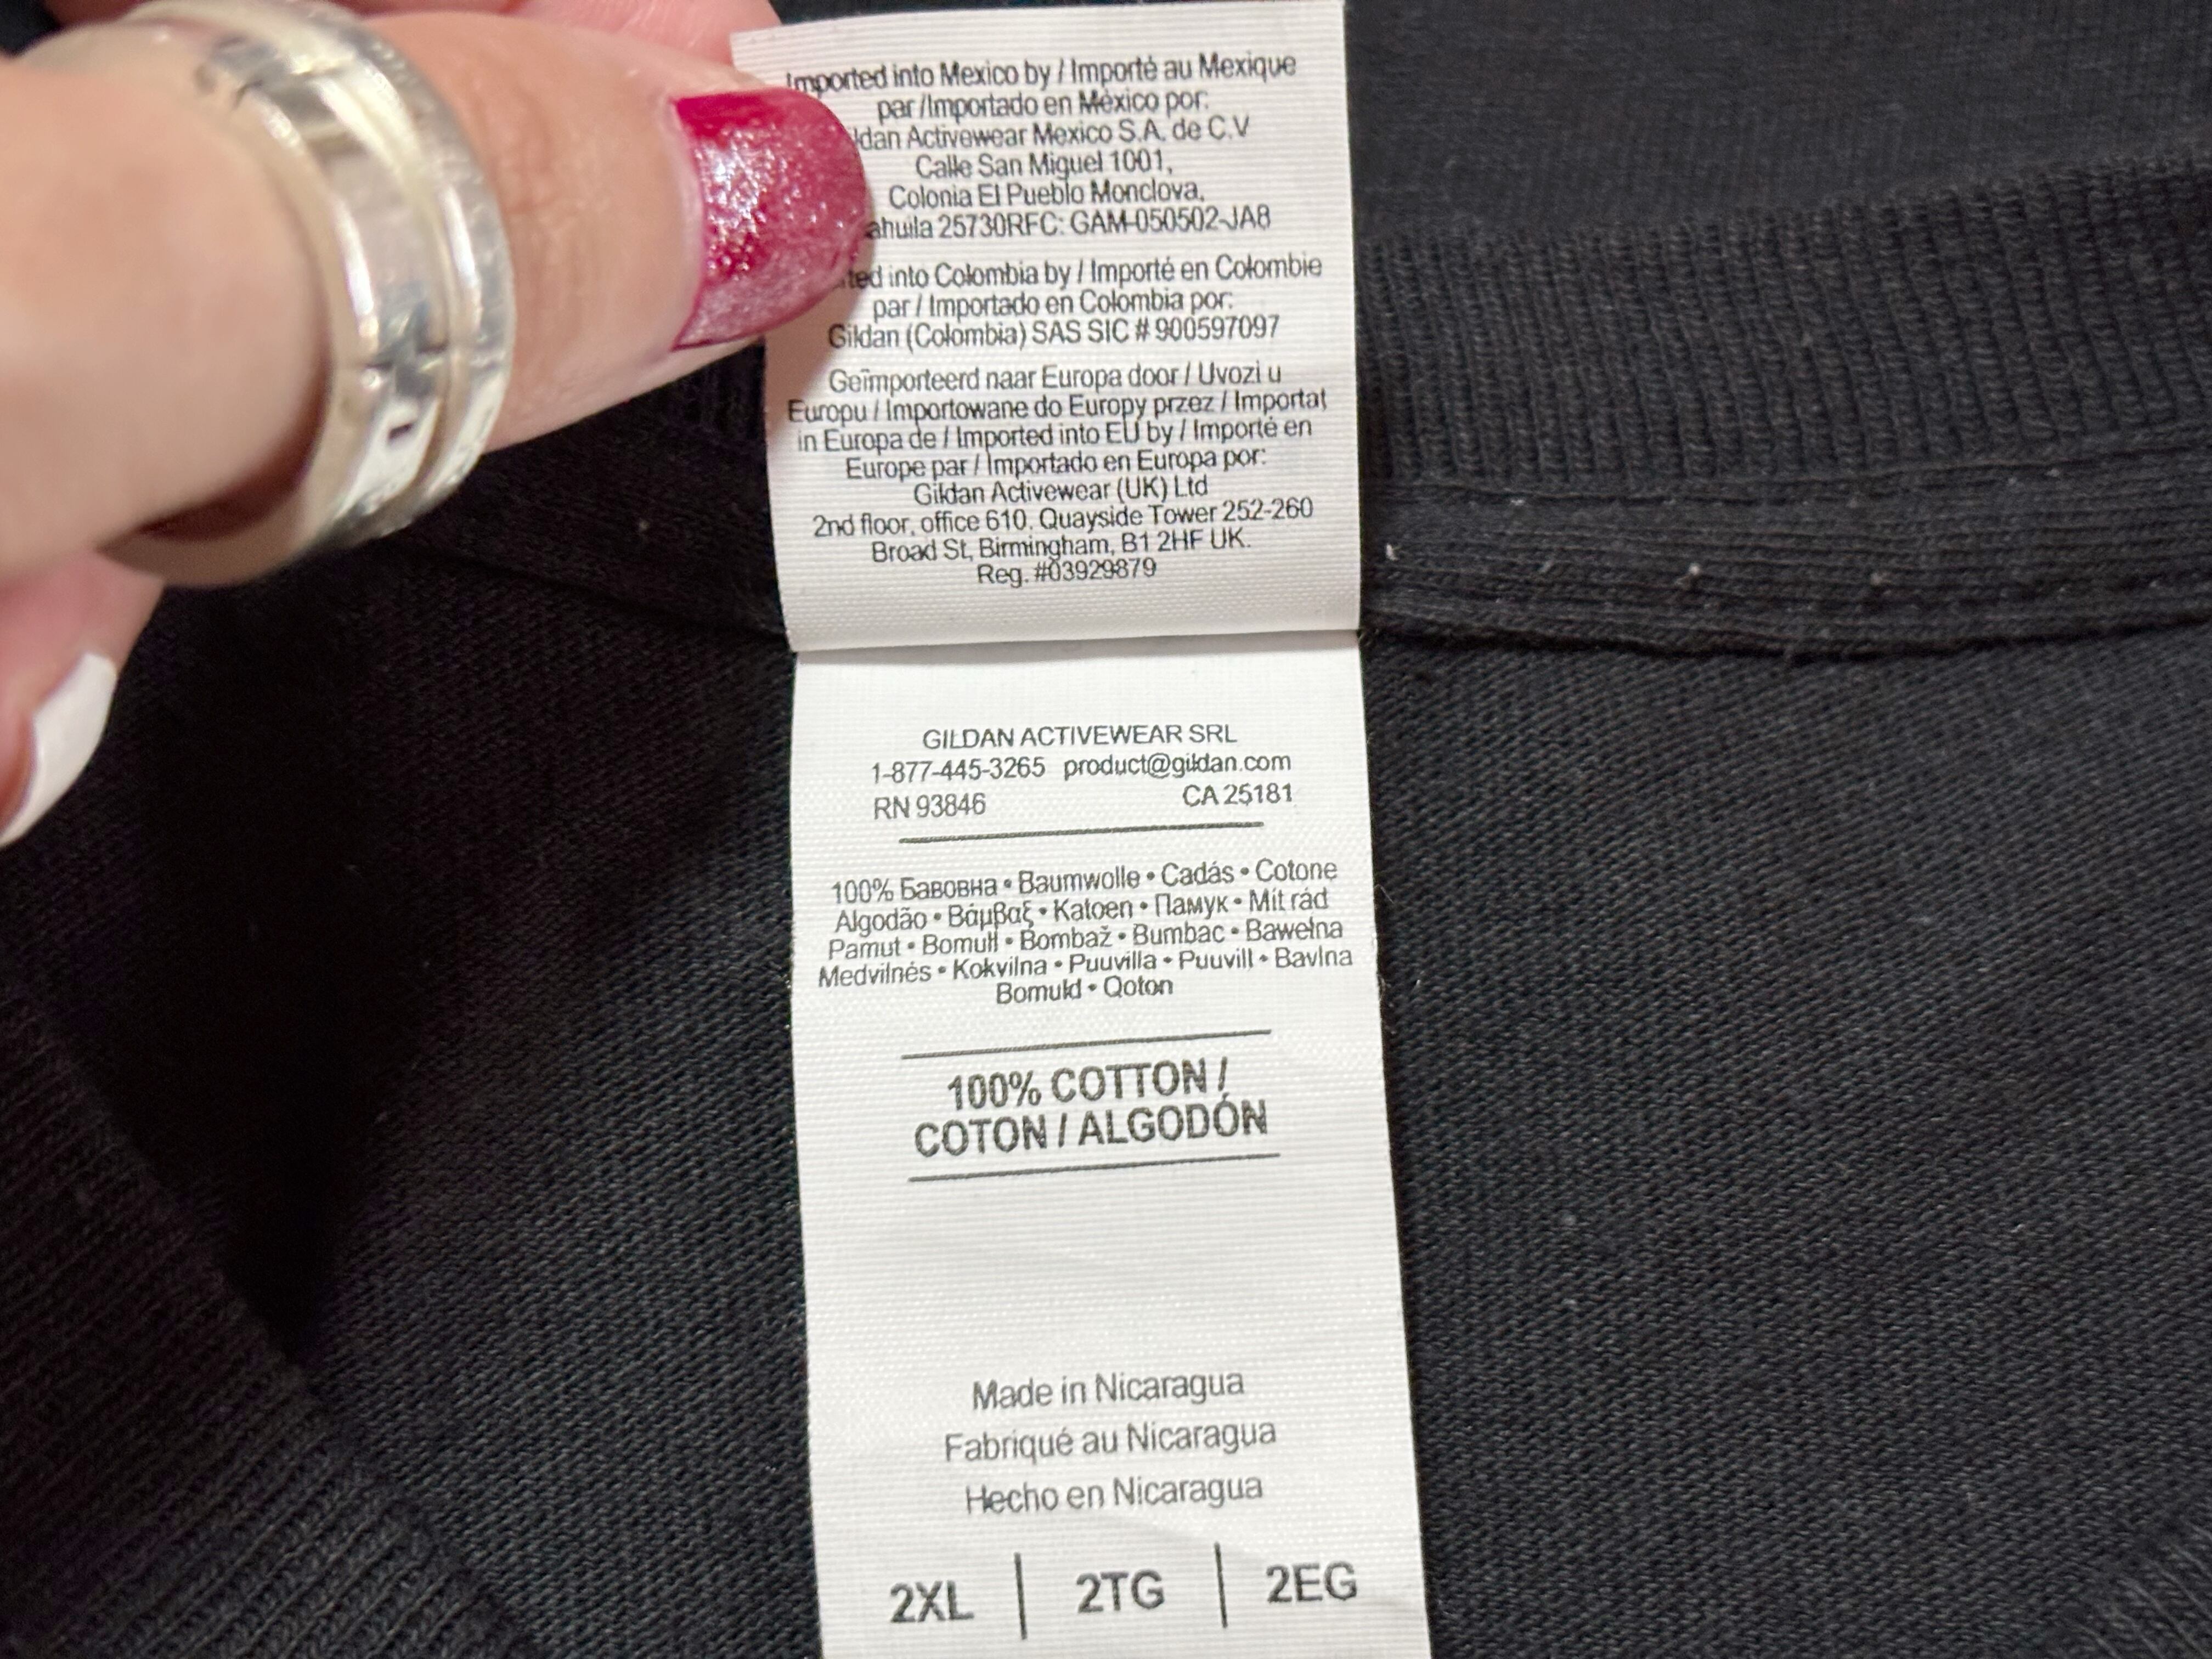 Imported into Mexico by / Importé au Mexique
par /Importado en México por:
Activewear Mexico S.A. de C.V
Calle San Miguel 1001,
Colonia El Pueblo Monclova,
25730RFC: GAM-050502-JA8
into Colombia by / Importé en Colombie
par / Importado en Colombia por:
Gildan (Colombia) SAS SIC # 900597097
Geïmporteerd naar Europa door / Uvozi u
Europu / Importowane do Europy przez / Importat
in Europa de / Imported into EU by / Importé en
Europe par / Importado en Europa por:
Gildan Activewear (UK) Ltd
2nd floor, office 610, Quayside Tower 252-260
Broad St, Birmingham, B1 2HF UK.
Reg. #03929879
GILDAN ACTIVEWEAR SRL
1-877-445-3265 product@gildan.com
RN 93846 CA 25181
100% Бавовна • Baumwolle • Cadás • Cotone
Algodão • Βάμβαξ • Katoen • Памук • Mit rád
Pamut • Bomull • Bombaž • Bumbac • Bawełna
Medvilnės • Kokvilna • Puuvilla • Puuvill • Bavlna
Bomuld • Qoton
100% COTTON /
COTON / ALGODÓN
Made in Nicaragua
Fabriqué au Nicaragua
Hecho en Nicaragua
2XL | 2TG | 2EG